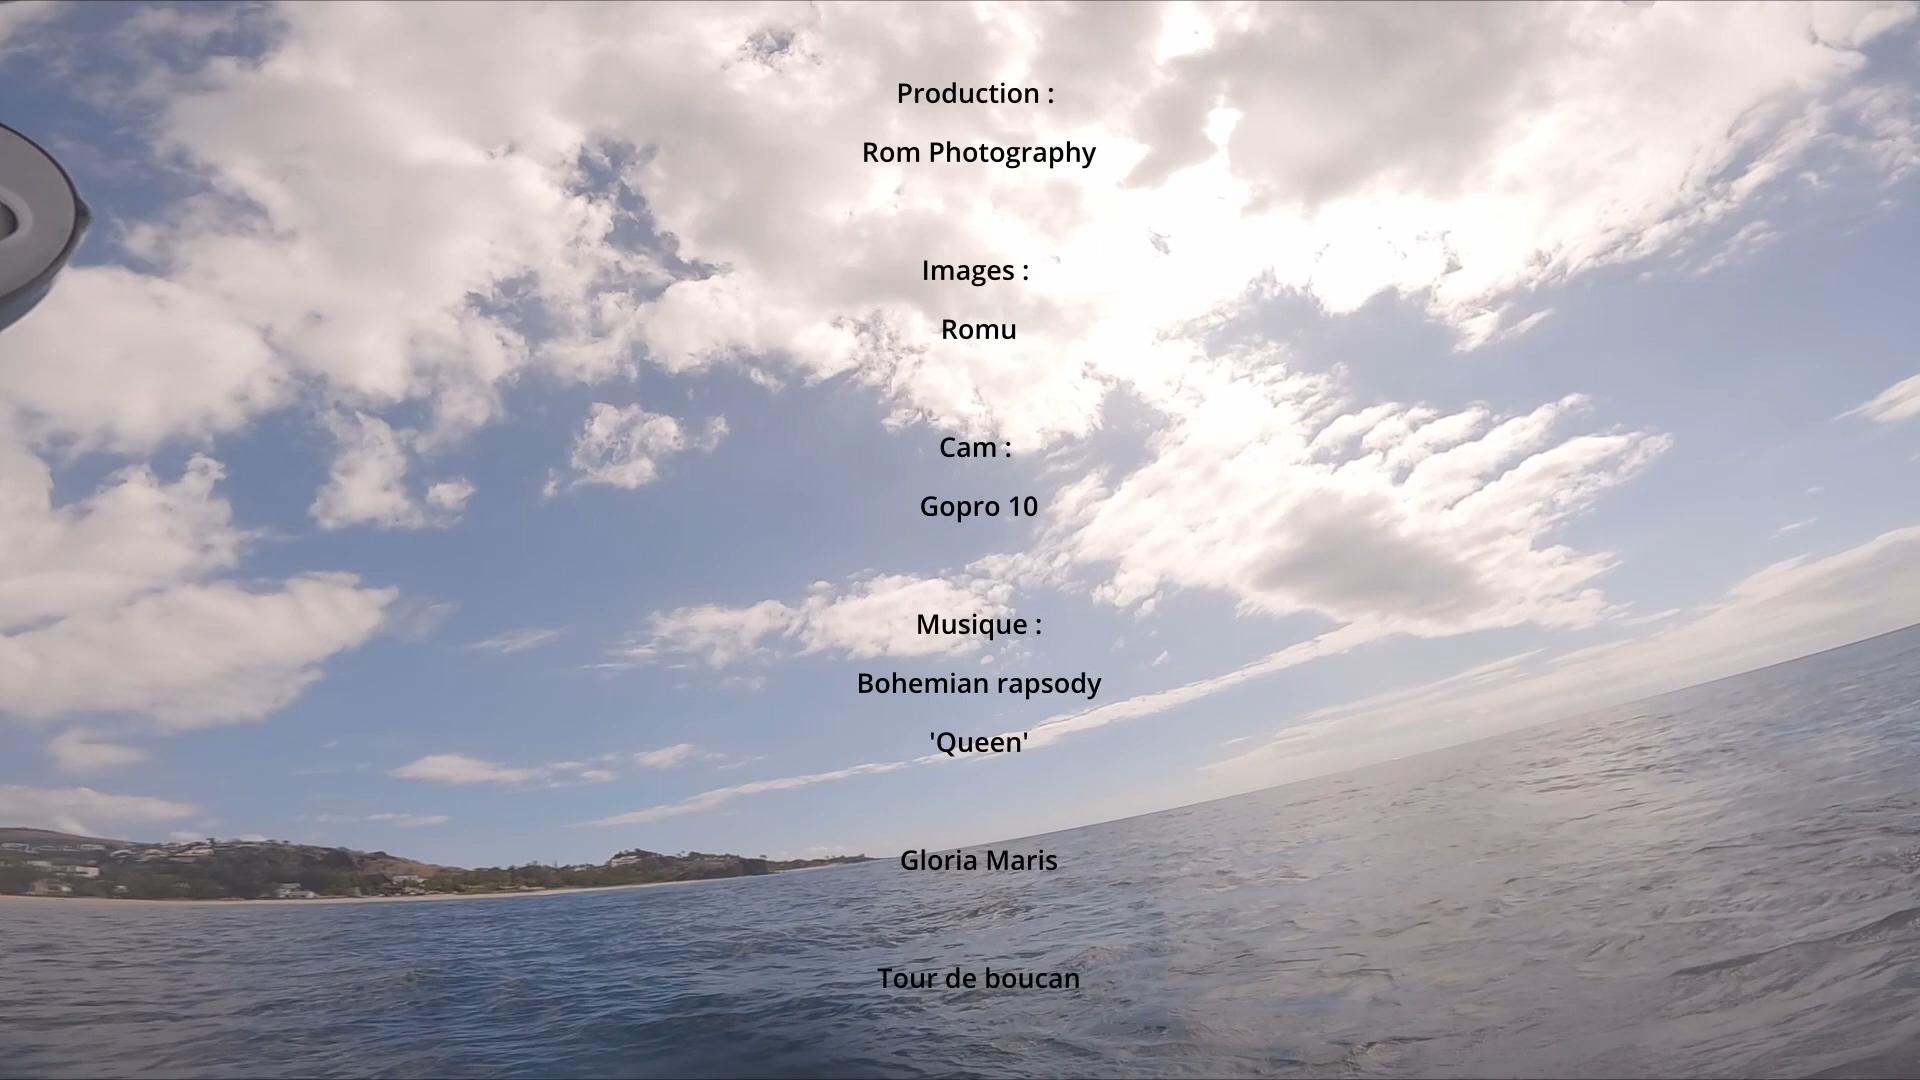 Production :
Rom Photography
Images :
Romu
Cam :
Gopro 10
Musique :
Bohemian rapsody
'Queen'
Gloria Maris
Tour de boucan